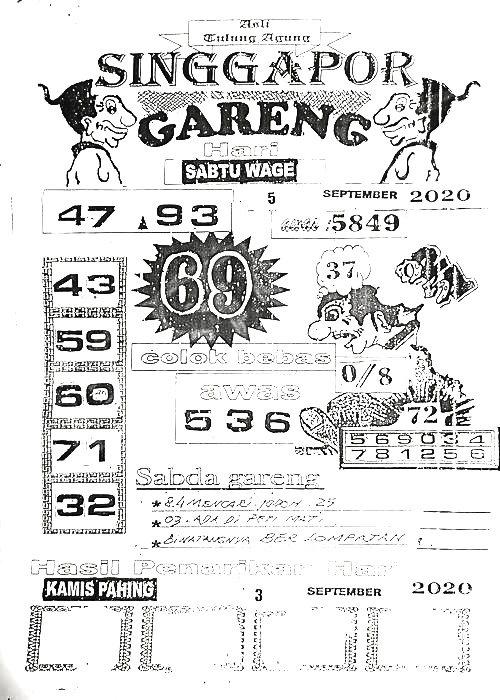 Asli
Tulung Agung
SINGGAPOR
GARENG
Hari
SABTU WAGE
5 SEPTEMBER 2020
47 93
5849
43
59
60
71
32
69
37
colok bebas
0/8
awas
536
72
569034
781256
Sabda gareng
* 84 MENCARI JODOH 25
* 03. ADA DI PETI MATI
* BINATANGNYA BER LOMPATAN
Hasil Penarikan Hari
KAMIS PAHING
3 SEPTEMBER 2020